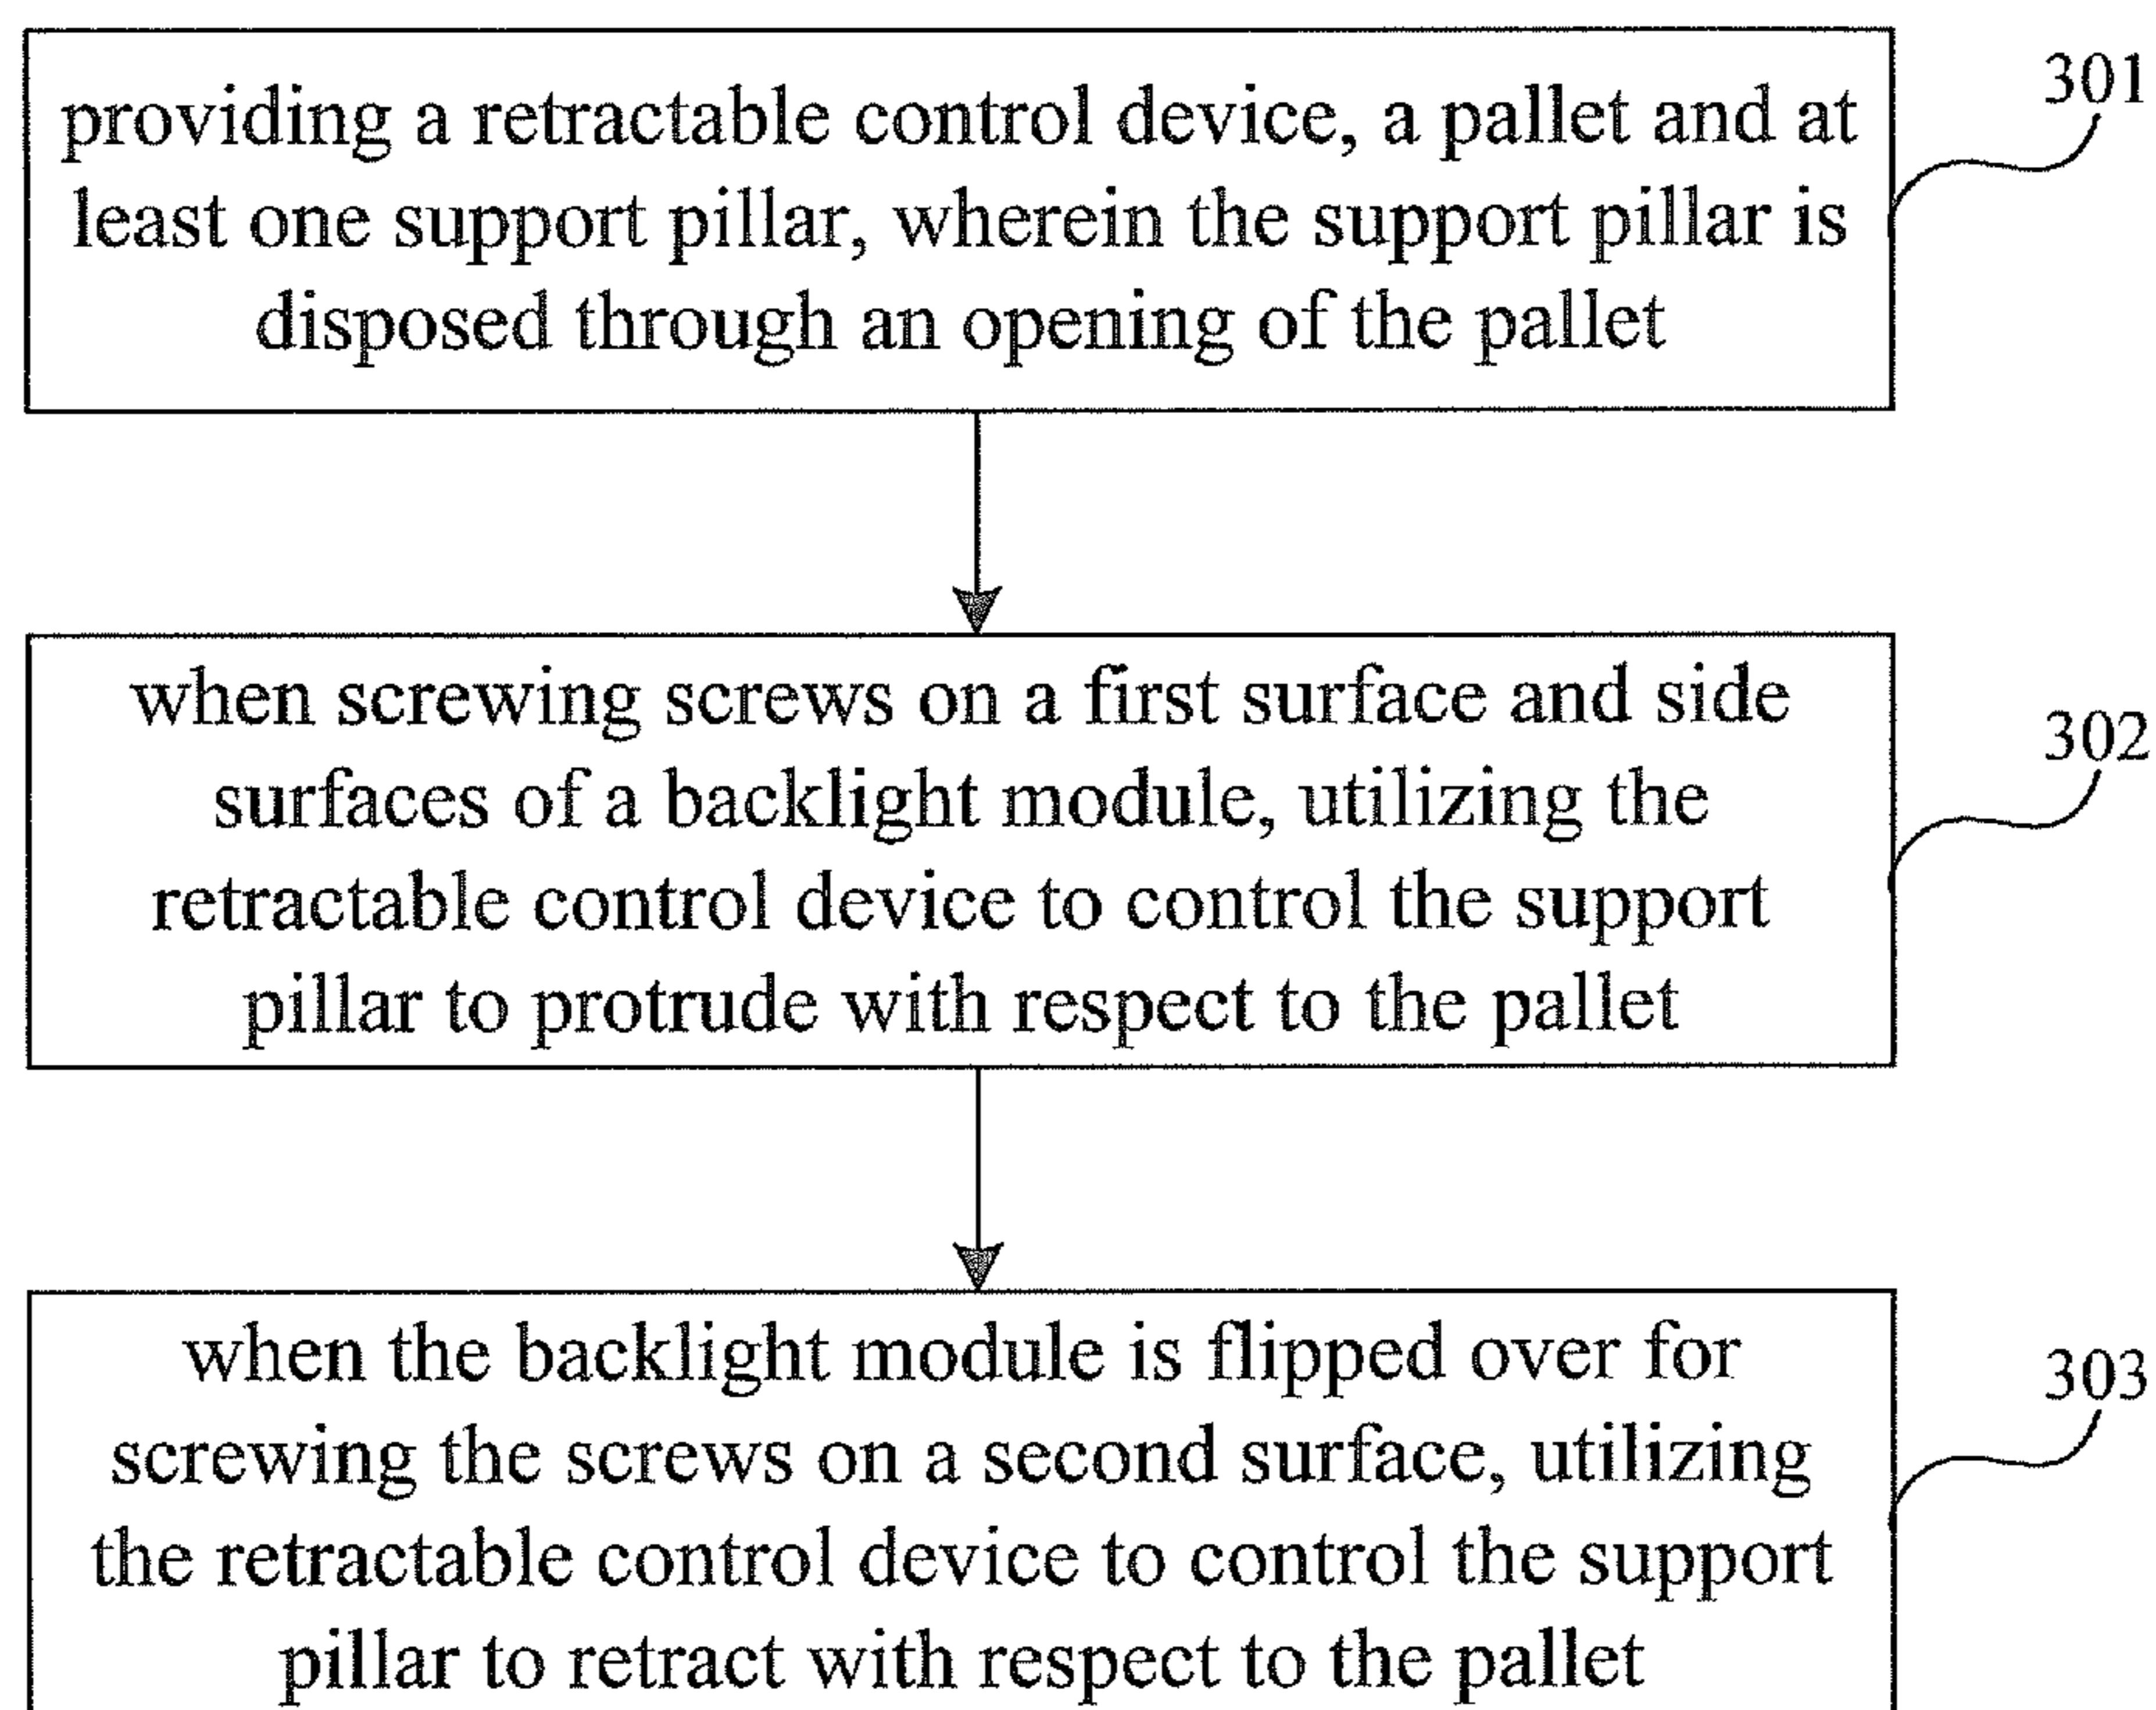 providing a retractable control device, a pallet and at
least one support pillar, wherein the support pillar is
disposed through an opening of the pallet
301
when screwing screws on a first surface and side
surfaces of a backlight module, utilizing the
retractable control device to control the support
pillar to protrude with respect to the pallet
302
when the backlight module is flipped over for
screwing the screws on a second surface, utilizing
the retractable control device to control the support
pillar to retract with respect to the pallet
303